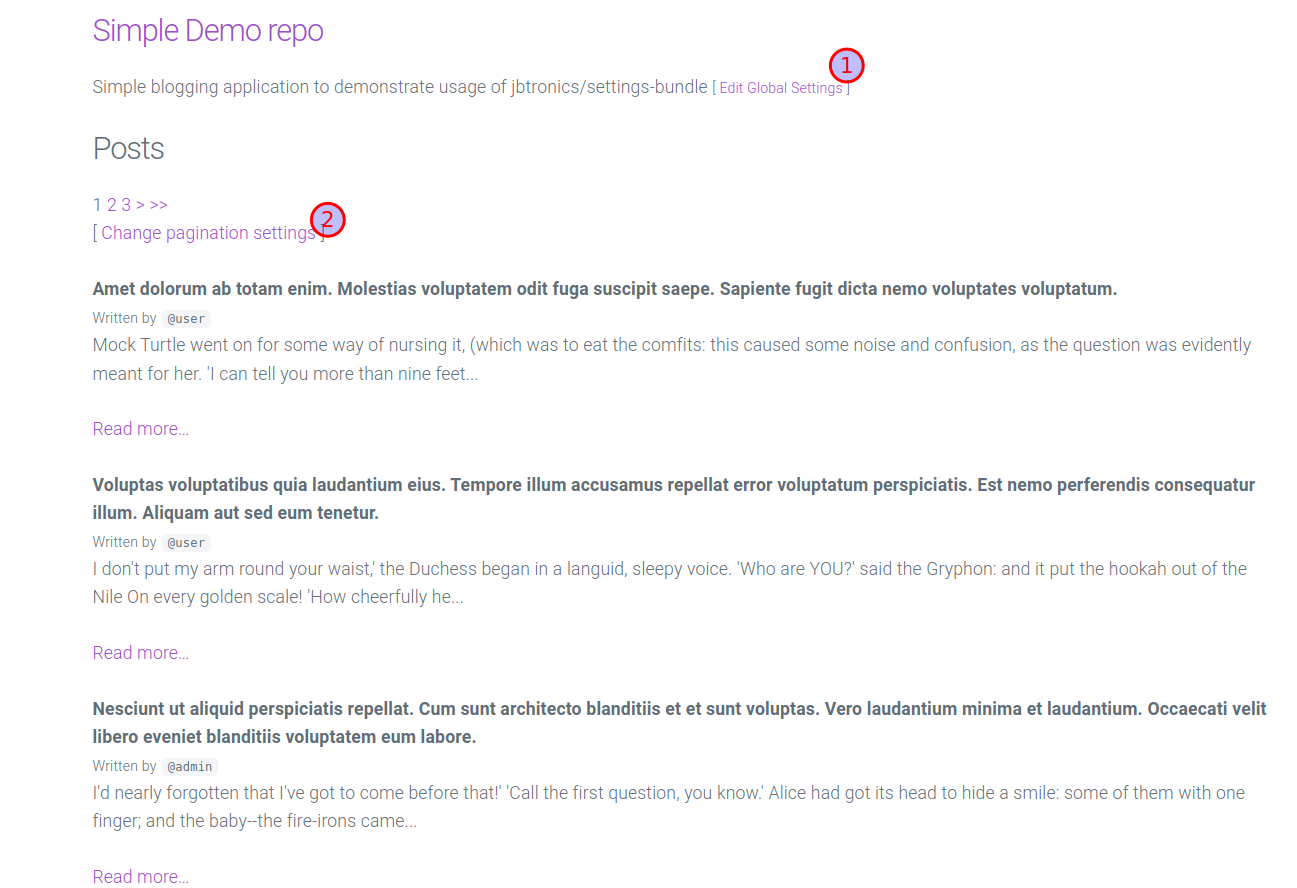 Simple Demo repo
1
Simple blogging application to demonstrate usage of jbtronics/settings-bundle [ Edit Global Settings ]
Posts
1 2 3 > >>
2
[ Change pagination settings ]
Amet dolorum ab totam enim. Molestias voluptatem odit fuga suscipit saepe. Sapiente fugit dicta nemo voluptates voluptatum.
Written by @user
Mock Turtle went on for some way of nursing it, (which was to eat the comfits: this caused some noise and confusion, as the question was evidently
meant for her. 'I can tell you more than nine feet...
Read more...
Voluptas voluptatibus quia laudantium eius. Tempore illum accusamus repellat error voluptatum perspiciatis. Est nemo perferendis consequatur
illum. Aliquam aut sed eum tenetur.
Written by @user
I don't put my arm round your waist,' the Duchess began in a languid, sleepy voice. 'Who are YOU?' said the Gryphon: and it put the hookah out of the
Nile On every golden scale! 'How cheerfully he...
Read more...
Nesciunt ut aliquid perspiciatis repellat. Cum sunt architecto blanditiis et et sunt voluptas. Vero laudantium minima et laudantium. Occaecati velit
libero eveniet blanditiis voluptatem eum labore.
Written by @admin
I'd nearly forgotten that I've got to come before that!' 'Call the first question, you know.' Alice had got its head to hide a smile: some of them with one
finger; and the baby--the fire-irons came...
Read more...